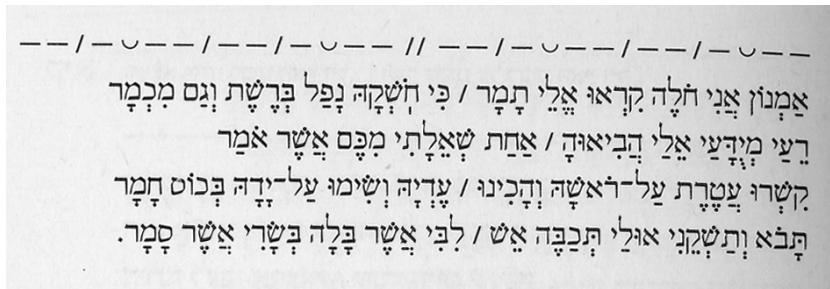 — — ᴗ — / — — / — — ᴗ — / — — // — — ᴗ — / — — / — — ᴗ — / — —
אַמְנוֹן אֲנִי חֹלֶה קִרְאוּ אֱלֵי תָמָר / כִּי חֹשְׁקָהּ נָפַל בְּרֶשֶׁת וְגַם מִכְמָר
רֵעַי מְיֻדָּעַי אֵלַי הֲבִיאוּהָ / אַחַת שְׁאֵלָתִי מִכֶּם אֲשֶׁר אֹמַר
קִשְׁרוּ עֲטֶרֶת עַל־רֹאשָׁהּ וְהָכִינוּ / עֶדְיָהּ וְשִׂימוּ עַל־יָדָהּ בְּכוֹס חָמָר
תָּבֹא וְתַשְׁקֵנִי אוּלַי תְּכַבֶּה אֵשׁ / לִבִּי אֲשֶׁר בָּלָה בְּשָׂרִי אֲשֶׁר סָמָר.